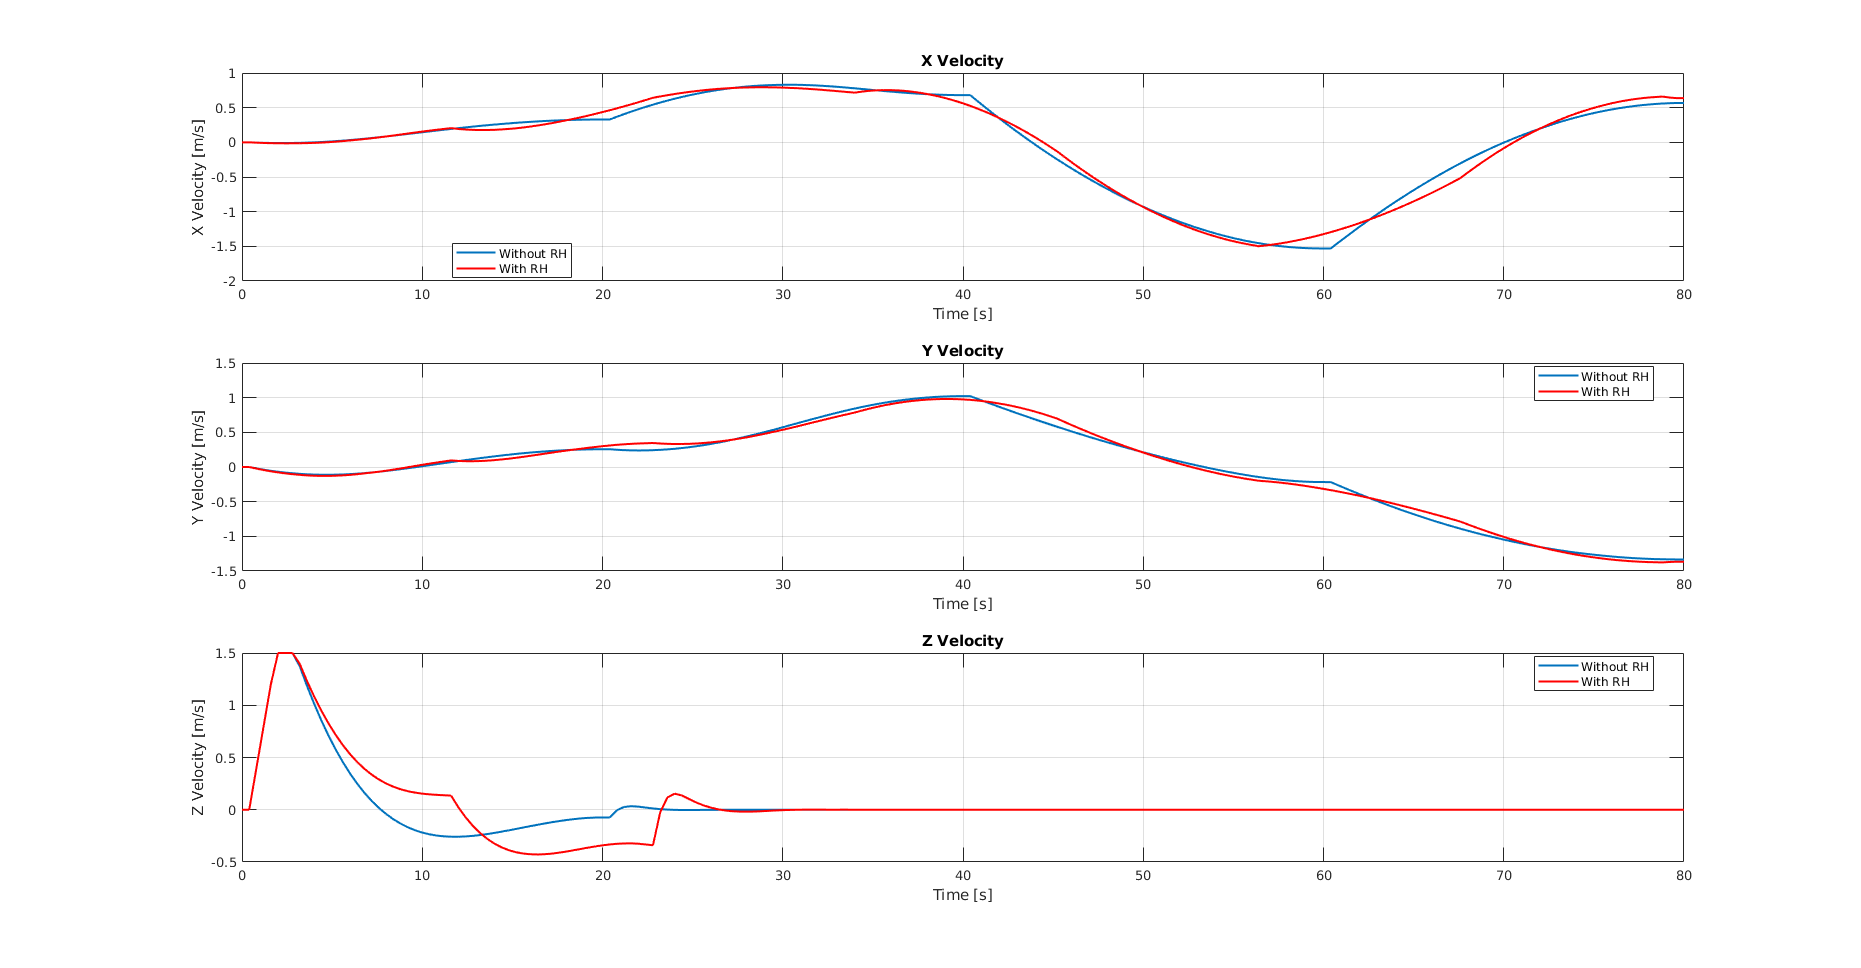 X Velocity
1
0.5
0
-0.5
-1
-1.5
-2
X Velocity [m/s]
Without RH
With RH
0 10 20 30 40 50 60 70 80
Time [s]
Y Velocity
1.5
1
0.5
0
-0.5
-1
-1.5
Y Velocity [m/s]
Without RH
With RH
0 10 20 30 40 50 60 70 80
Time [s]
Z Velocity
1.5
1
0.5
0
-0.5
Z Velocity [m/s]
Without RH
With RH
0 10 20 30 40 50 60 70 80
Time [s]